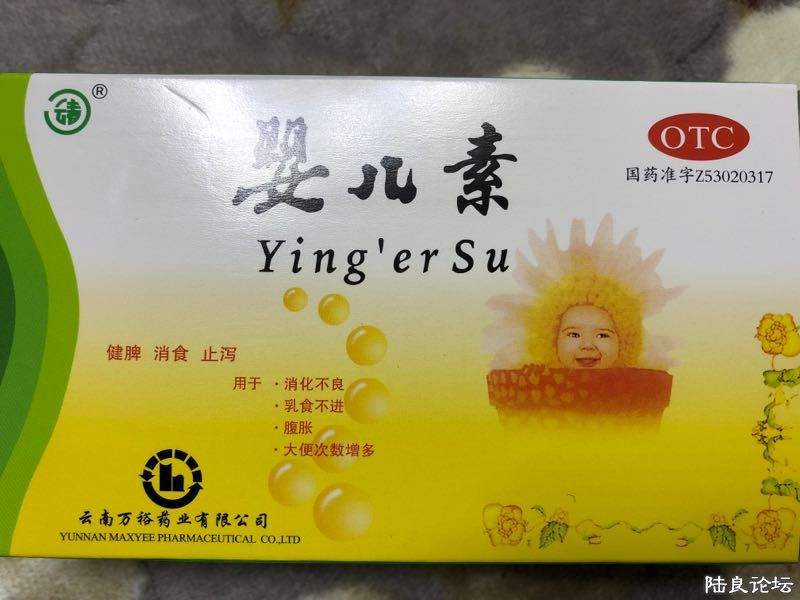 云青®
婴儿素
Ying'er Su
OTC
国药准字Z53020317
健脾 消食 止泻
用于 ·消化不良
·乳食不进
·腹胀
·大便次数增多
云南万裕药业有限公司
YUNNAN MAXYEE PHARMACEUTICAL CO.,LTD
陆良论坛